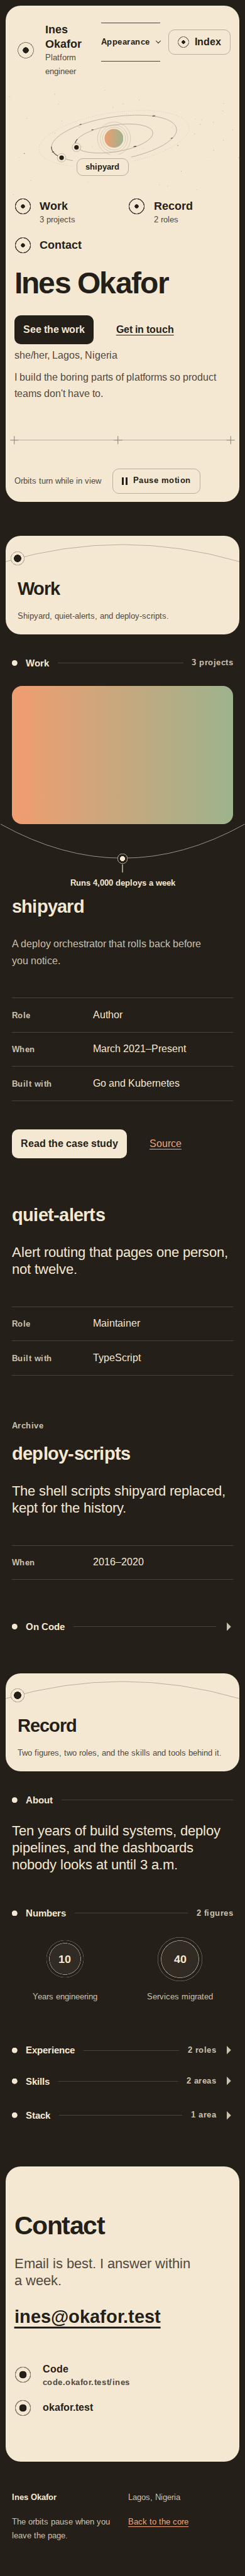 Ines
Okafor
Platform
engineer
Appearance
Index
shipyard
Work
3 projects
Record
2 roles
Contact
Ines Okafor
See the work
Get in touch
she/her, Lagos, Nigeria
I build the boring parts of platforms so product
teams don't have to.
Orbits turn while in view
Pause motion
Work
Shipyard, quiet-alerts, and deploy-scripts.
Work
3 projects
Runs 4,000 deploys a week
shipyard
A deploy orchestrator that rolls back before
you notice.
Role
Author
When
March 2021–Present
Built with
Go and Kubernetes
Read the case study
Source
quiet-alerts
Alert routing that pages one person,
not twelve.
Role
Maintainer
Built with
TypeScript
Archive
deploy-scripts
The shell scripts shipyard replaced,
kept for the history.
When
2016–2020
On Code
Record
Two figures, two roles, and the skills and tools behind it.
About
Ten years of build systems, deploy
pipelines, and the dashboards
nobody looks at until 3 a.m.
Numbers
2 figures
10
40
Years engineering
Services migrated
Experience
2 roles
Skills
2 areas
Stack
1 area
Contact
Email is best. I answer within
a week.
ines@okafor.test
Code
code.okafor.test/ines
okafor.test
Ines Okafor
Lagos, Nigeria
The orbits pause when you
leave the page.
Back to the core